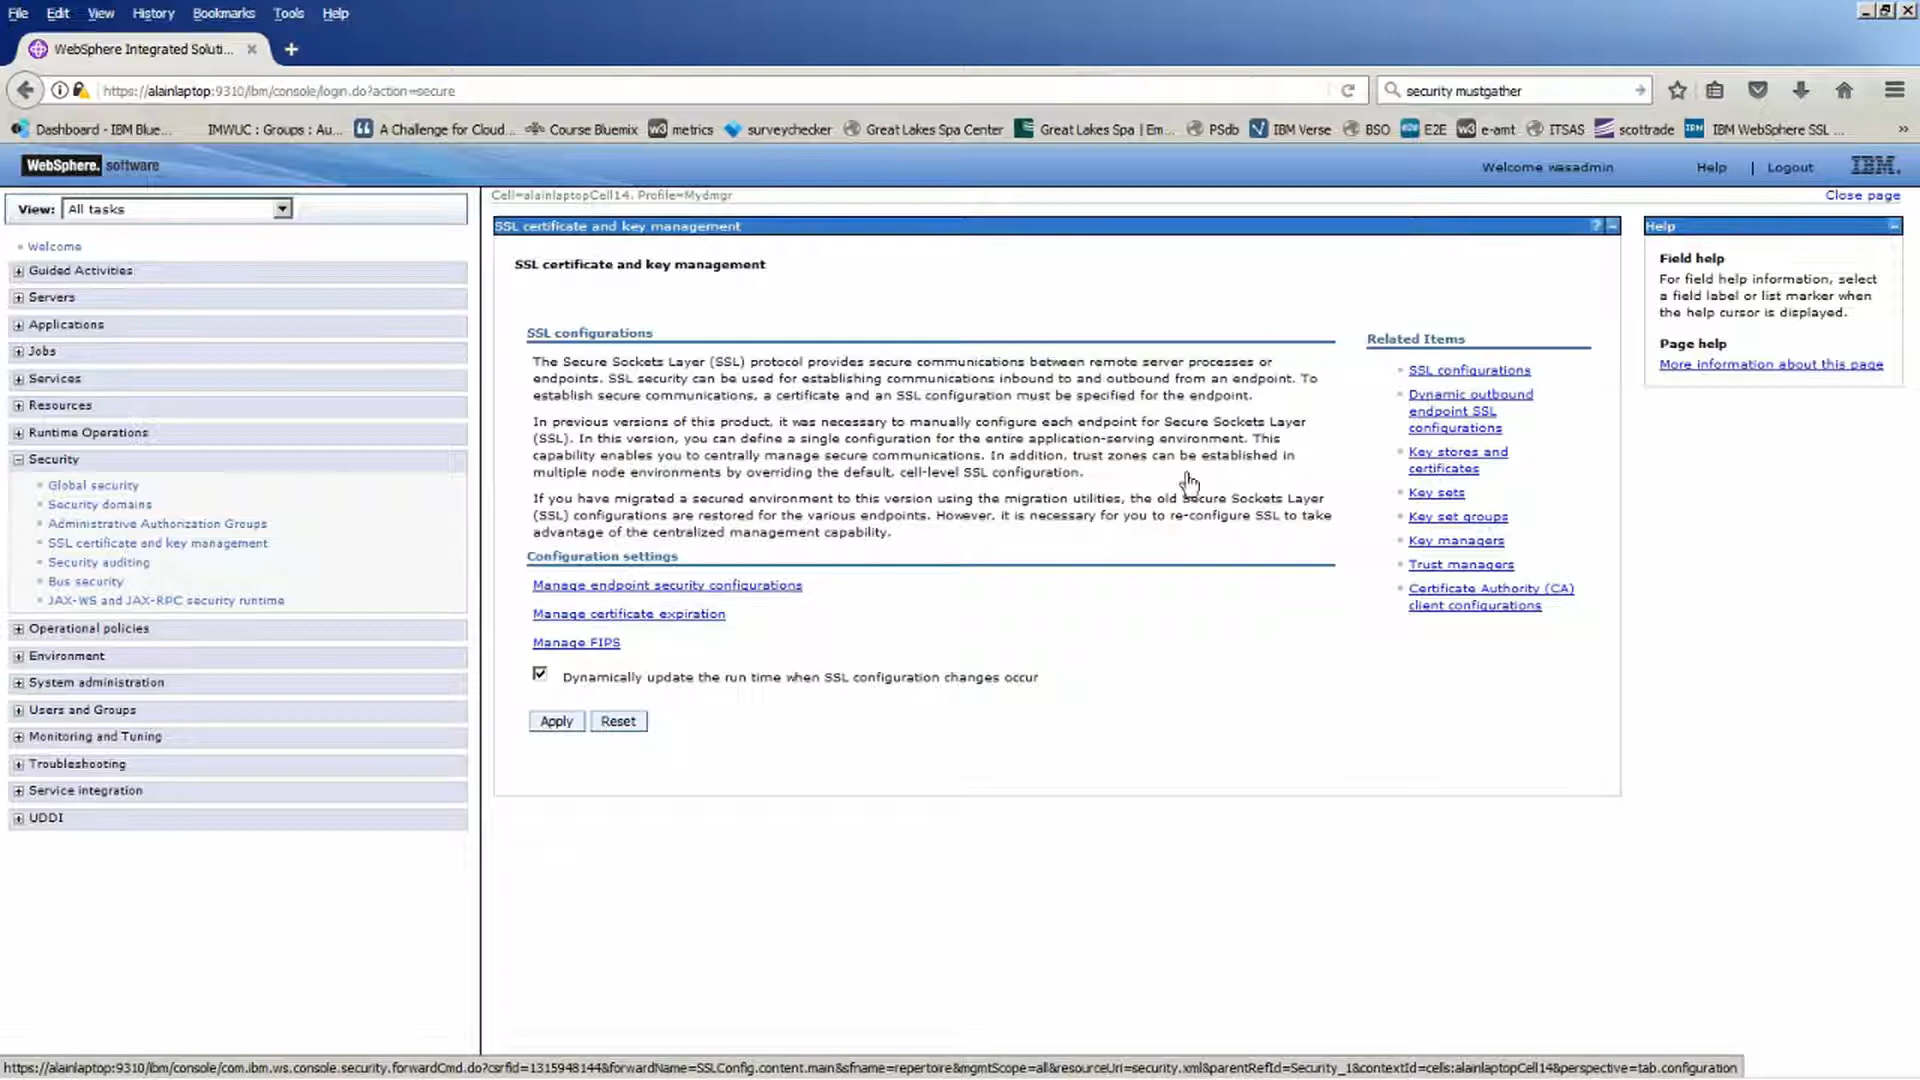 File Edit View History Bookmarks Tools Help
WebSphere Integrated Soluti...
https://alainlaptop:9310/ibm/console/login.do?action=secure
security mustgather
Dashboard - IBM Blue... IMWUC : Groups : Au... A Challenge for Cloud... Course Bluemix w3 metrics surveychecker Great Lakes Spa Center Great Lakes Spa | Em... PSdb IBM Verse BSO E2E w3 e-amt ITSAS scottrade IBM WebSphere SSL ... »
WebSphere. software
Welcome wasadmin Help | Logout IBM.
View: All tasks
Welcome
Guided Activities
Servers
Applications
Jobs
Services
Resources
Runtime Operations
Security
Global security
Security domains
Administrative Authorization Groups
SSL certificate and key management
Security auditing
Bus security
JAX-WS and JAX-RPC security runtime
Operational policies
Environment
System administration
Users and Groups
Monitoring and Tuning
Troubleshooting
Service integration
UDDI
Cell=alainlaptopCell14, Profile=Mydmgr
Close page
SSL certificate and key management
?
SSL certificate and key management
SSL configurations
The Secure Sockets Layer (SSL) protocol provides secure communications between remote server processes or
endpoints. SSL security can be used for establishing communications inbound to and outbound from an endpoint. To
establish secure communications, a certificate and an SSL configuration must be specified for the endpoint.
In previous versions of this product, it was necessary to manually configure each endpoint for Secure Sockets Layer
(SSL). In this version, you can define a single configuration for the entire application-serving environment. This
capability enables you to centrally manage secure communications. In addition, trust zones can be established in
multiple node environments by overriding the default, cell-level SSL configuration.
If you have migrated a secured environment to this version using the migration utilities, the old Secure Sockets Layer
(SSL) configurations are restored for the various endpoints. However, it is necessary for you to re-configure SSL to take
advantage of the centralized management capability.
Configuration settings
Manage endpoint security configurations
Manage certificate expiration
Manage FIPS
Dynamically update the run time when SSL configuration changes occur
Apply Reset
Related Items
SSL configurations
Dynamic outbound
endpoint SSL
configurations
Key stores and
certificates
Key sets
Key set groups
Key managers
Trust managers
Certificate Authority (CA)
client configurations
Help
Field help
For field help information, select
a field label or list marker when
the help cursor is displayed.
Page help
More information about this page
https://alainlaptop:9310/ibm/console/com.ibm.ws.console.security.forwardCmd.do?csrfid=1315948144&forwardName=SSLConfig.content.main&sfname=repertoire&mgmtScope=all&resourceUri=security.xml&parentRefId=Security_1&contextId=cells:alainlaptopCell14&perspective=tab.configuration